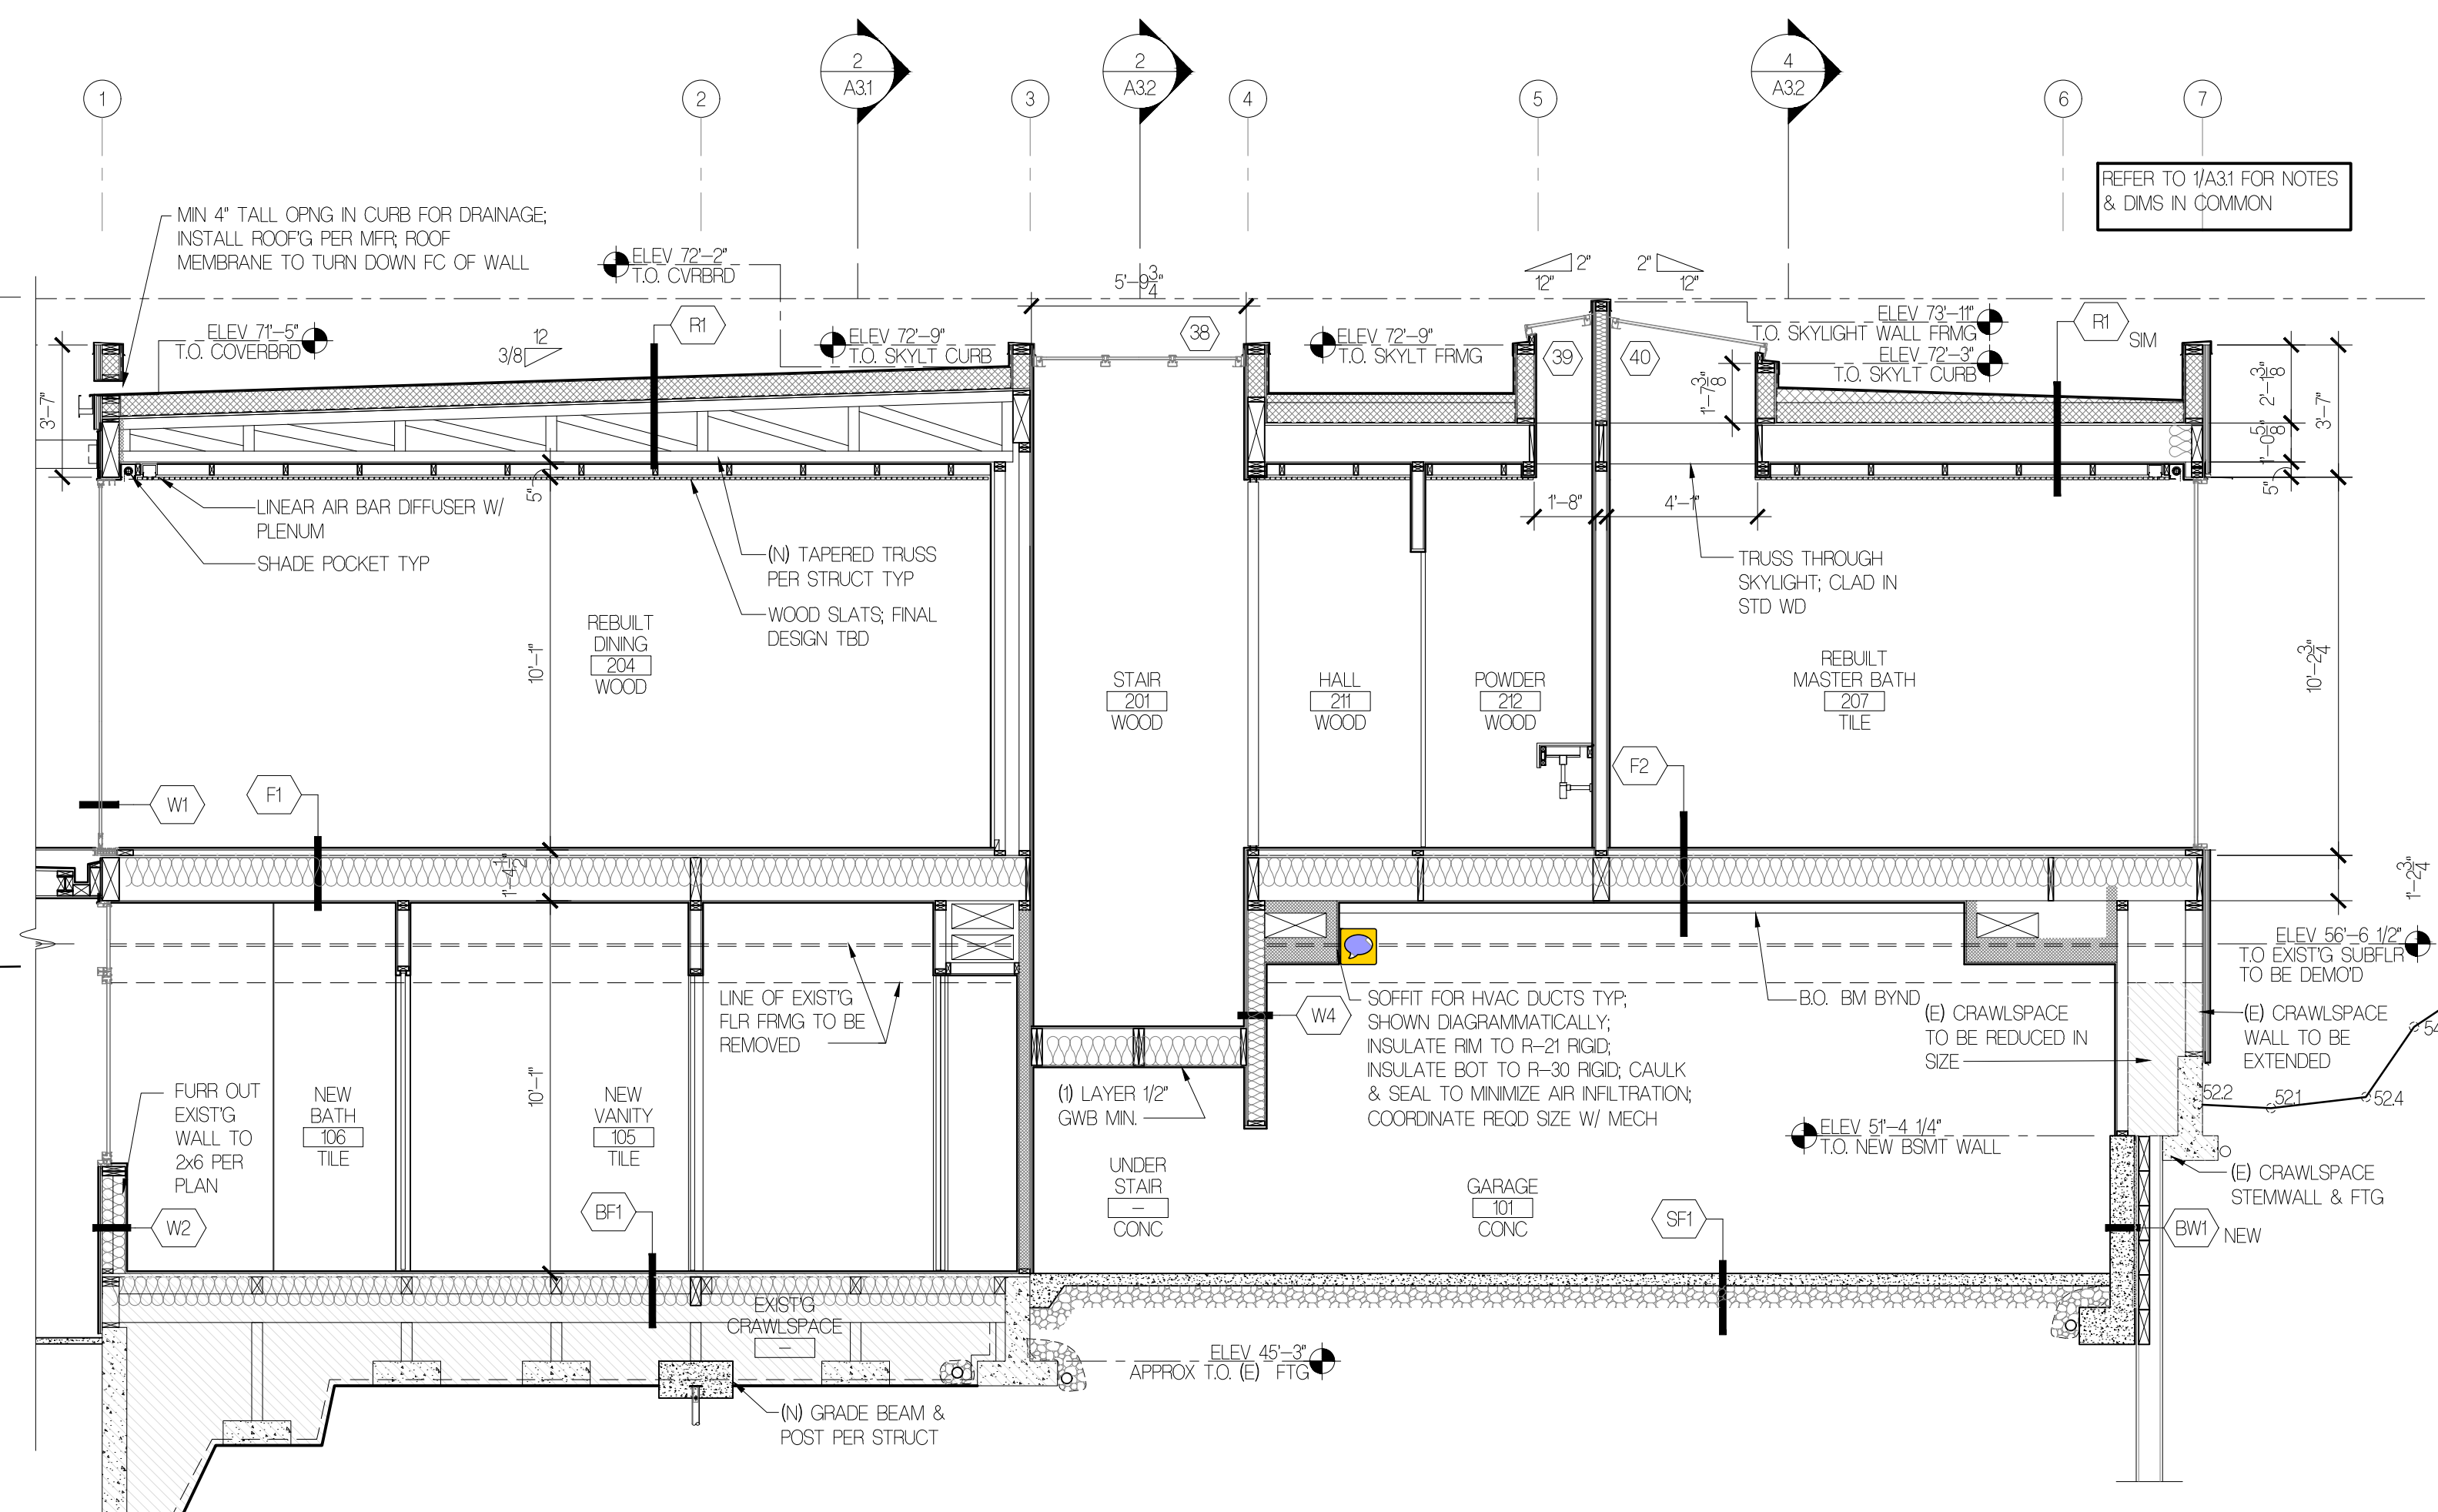 1
2
2
A3.1
3
2
A3.2
4
5
4
A3.2
6
7
REFER TO 1/A3.1 FOR NOTES
& DIMS IN COMMON
MIN 4" TALL OPNG IN CURB FOR DRAINAGE;
INSTALL ROOF'G PER MFR; ROOF
MEMBRANE TO TURN DOWN FC OF WALL
ELEV 72'-2"
T.O. CVRBRD
5'-9 3/4
2"
12"
2"
12"
ELEV 71'-5"
T.O. COVERBRD
12
3/8
R1
ELEV 72'-9"
T.O. SKYLT CURB
38
ELEV 72'-9"
T.O. SKYLT FRMG
39
40
ELEV 73'-11"
T.O. SKYLIGHT WALL FRMG
ELEV 72'-3"
T.O. SKYLT CURB
R1
SIM
3'-7"
1'-7 3/8
2'-1 3/8
1'-0 5/8
3'-7"
5"
5"
LINEAR AIR BAR DIFFUSER W/
PLENUM
SHADE POCKET TYP
(N) TAPERED TRUSS
PER STRUCT TYP
WOOD SLATS; FINAL
DESIGN TBD
1'-8"
4'-1"
TRUSS THROUGH
SKYLIGHT; CLAD IN
STD WD
10'-1"
REBUILT
DINING
204
WOOD
STAIR
201
WOOD
HALL
211
WOOD
POWDER
212
WOOD
REBUILT
MASTER BATH
207
TILE
10'-2 3/4
W1
F1
F2
1'-4 1/2
1'-2 3/4"
ELEV 56'-6 1/2"
T.O EXIST'G SUBFLR
TO BE DEMO'D
LINE OF EXIST'G
FLR FRMG TO BE
REMOVED
W4
SOFFIT FOR HVAC DUCTS TYP;
SHOWN DIAGRAMMATICALLY;
INSULATE RIM TO R-21 RIGID;
INSULATE BOT TO R-30 RIGID; CAULK
& SEAL TO MINIMIZE AIR INFILTRATION;
COORDINATE REQD SIZE W/ MECH
B.O. BM BYND
(E) CRAWLSPACE
TO BE REDUCED IN
SIZE
(E) CRAWLSPACE
WALL TO BE
EXTENDED
52.2
52.1
52.4
FURR OUT
EXIST'G
WALL TO
2x6 PER
PLAN
NEW
BATH
106
TILE
NEW
VANITY
105
TILE
10'-1"
(1) LAYER 1/2"
GWB MIN.
ELEV 51'-4 1/4"
T.O. NEW BSMT WALL
UNDER
STAIR
-
CONC
GARAGE
101
CONC
(E) CRAWLSPACE
STEMWALL & FTG
W2
BF1
SF1
BW1
NEW
EXIST'G
CRAWLSPACE
-
ELEV 45'-3"
APPROX T.O. (E) FTG
(N) GRADE BEAM &
POST PER STRUCT